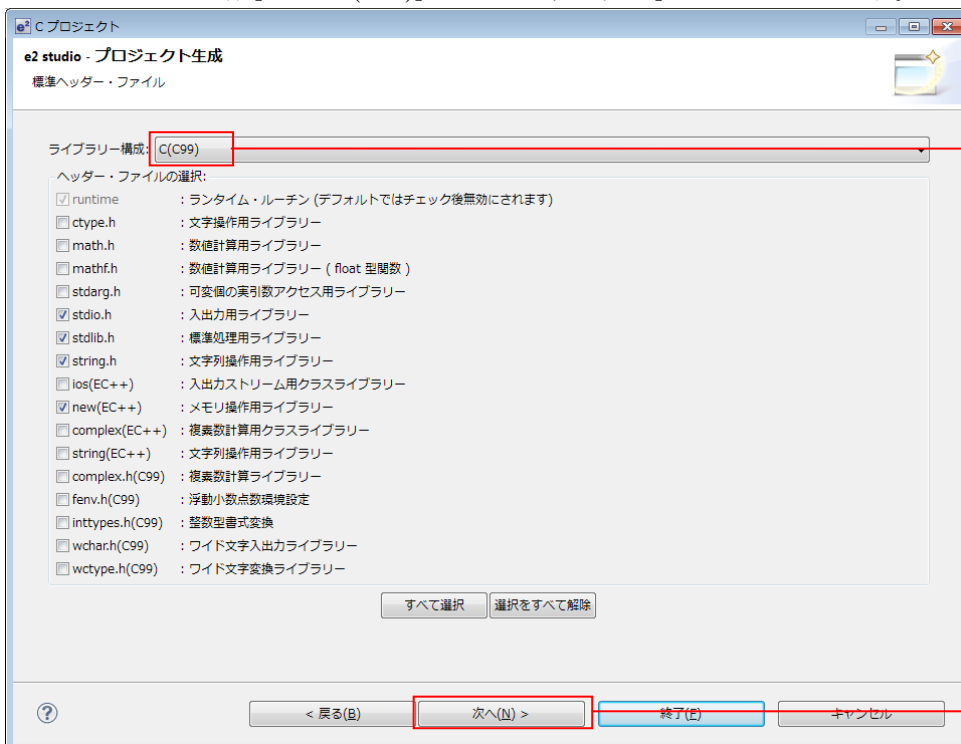 C プロジェクト
e2 studio - プロジェクト生成
標準ヘッダー・ファイル
ライブラリー構成: C(C99)
ヘッダー・ファイルの選択:
runtime : ランタイム・ルーチン (デフォルトではチェック後無効にされます)
ctype.h : 文字操作用ライブラリー
math.h : 数値計算用ライブラリー
mathf.h : 数値計算用ライブラリー ( float 型関数 )
stdarg.h : 可変個の実引数アクセス用ライブラリー
stdio.h : 入出力用ライブラリー
stdlib.h : 標準処理用ライブラリー
string.h : 文字列操作用ライブラリー
ios(EC++) : 入出力ストリーム用クラスライブラリー
new(EC++) : メモリ操作用ライブラリー
complex(EC++) : 複素数計算用クラスライブラリー
string(EC++) : 文字列操作用ライブラリー
complex.h(C99) : 複素数計算ライブラリー
fenv.h(C99) : 浮動小数点数環境設定
inttypes.h(C99) : 整数型書式変換
wchar.h(C99) : ワイド文字入出力ライブラリー
wctype.h(C99) : ワイド文字変換ライブラリー
すべて選択 選択をすべて解除
< 戻る(B) 次へ(N) > 終了(F) キャンセル